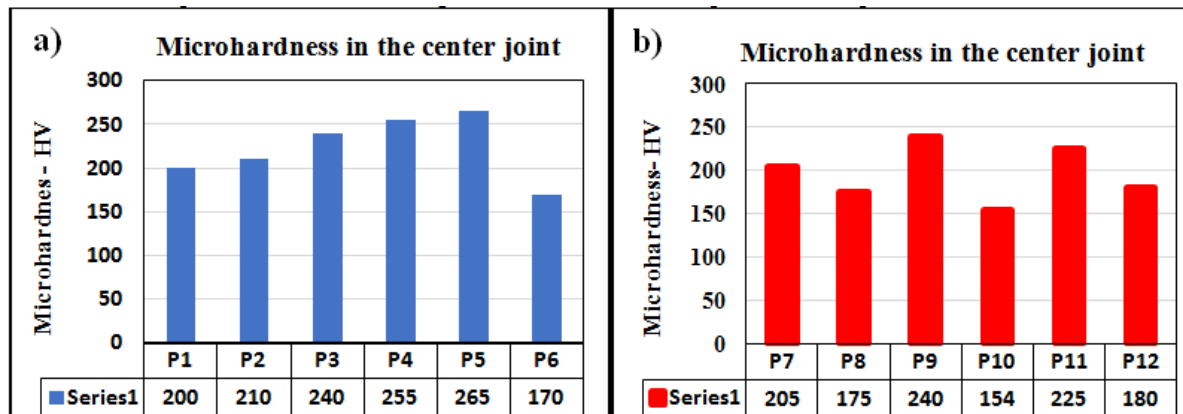 a)
Microhardness in the center joint
Microhardnes - HV
300
250
200
150
100
50
0
P1 P2 P3 P4 P5 P6
Series1 200 210 240 255 265 170
b)
Microhardness in the center joint
Microhardness- HV
300
250
200
150
100
50
0
P7 P8 P9 P10 P11 P12
Series1 205 175 240 154 225 180